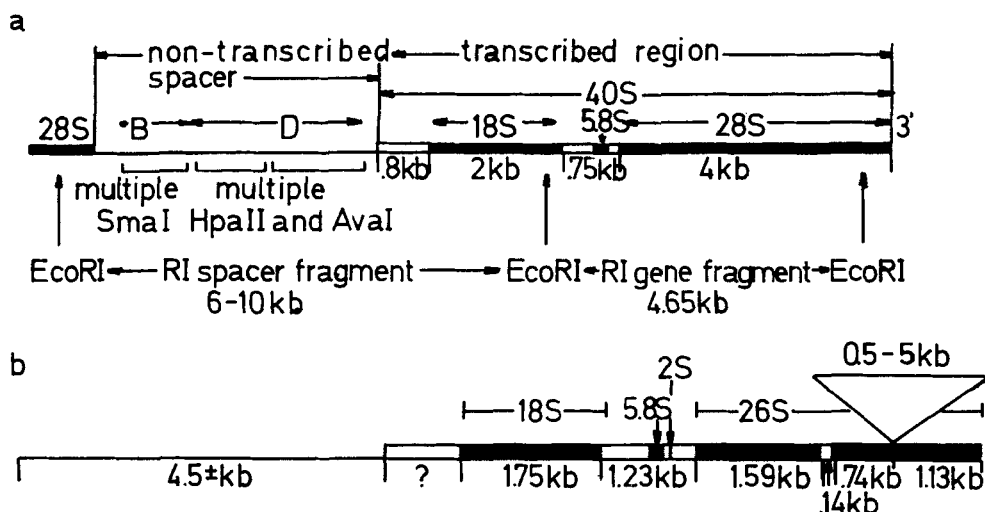 a
non-transcribed transcribed region
spacer
40S
28S B D 18S 5.8S 28S 3'
.8kb 2kb .75kb 4kb
multiple multiple
SmaI HpaII and AvaI
EcoRI RI spacer fragment EcoRI RI gene fragment EcoRI
6-10kb 4.65kb
b
0.5-5kb
2S
18S 5.8S 26S
4.5±kb ? 1.75kb 1.23kb 1.59kb 1.74kb 1.13kb
.14kb